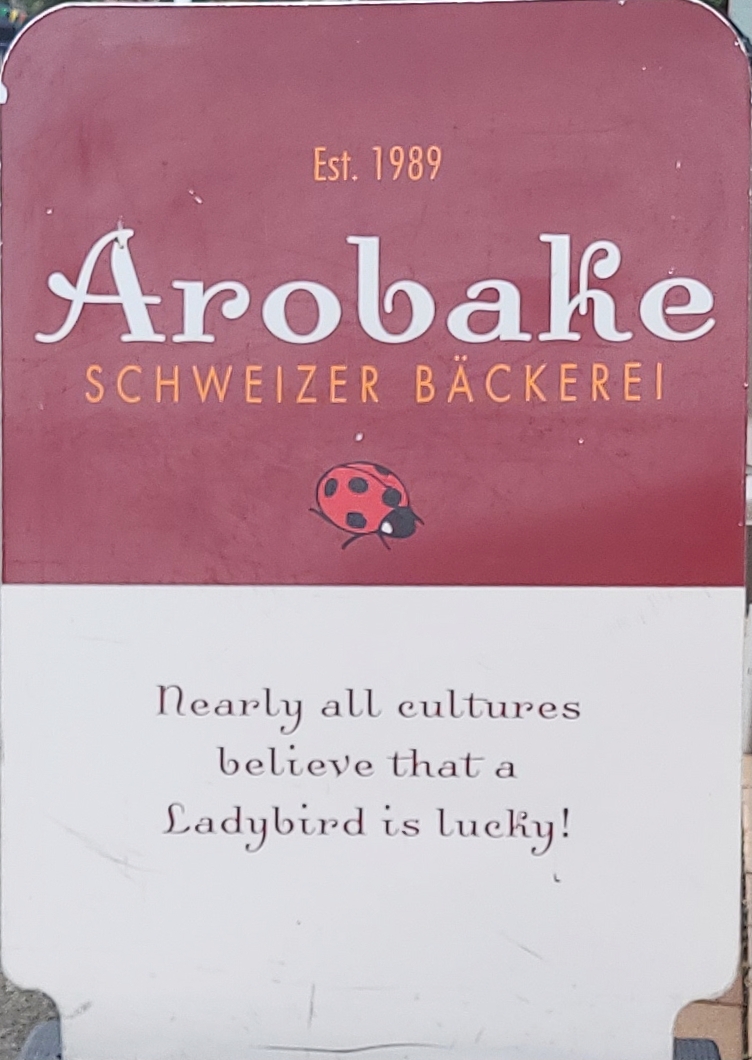 Est. 1989
Arobake
SCHWEIZER BÄCKEREI
Nearly all cultures
believe that a
Ladybird is lucky!